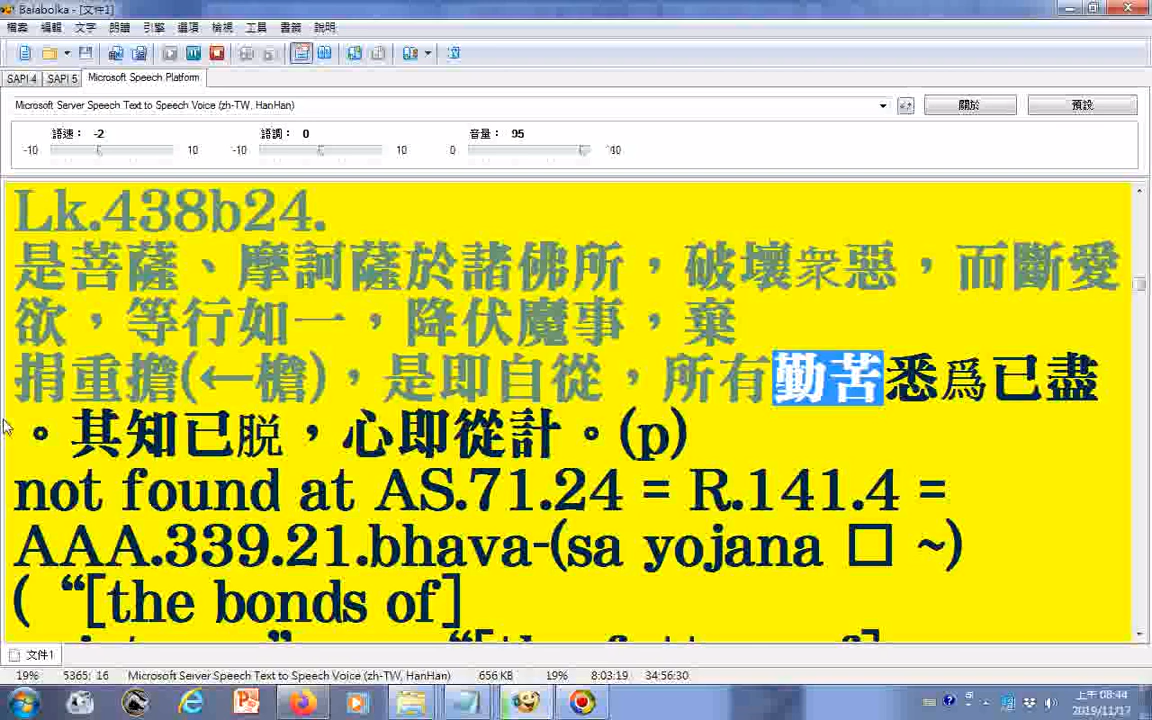 Balabolka - [文件1]
檔案 編輯 文字 朗讀 引擎 選項 檢視 工具 書籤 說明
SAPI 4 SAPI 5 Microsoft Speech Platform
Microsoft Server Speech Text to Speech Voice (zh-TW, HanHan) 關於 預設
語速： -2 語調： 0 音量： 95
-10 10 -10 10 0
Lk.438b24.
是菩薩、摩訶薩於諸佛所，破壞衆惡，而斷愛
欲，等行如一，降伏魔事，棄
捐重擔(←檐)，是即自從，所有勤苦悉爲已盡
。其知已脱，心即從計。(p)
not found at AS.71.24 = R.141.4 =
AAA.339.21.bhava-(sa yojana □ ~)
( “[the bonds of]
文件1
19% 5365; 16 Microsoft Server Speech Text to Speech Voice (zh-TW, HanHan) 656 KB 19% 8:03:19 34:56:30
上午 08:44
2019/11/17